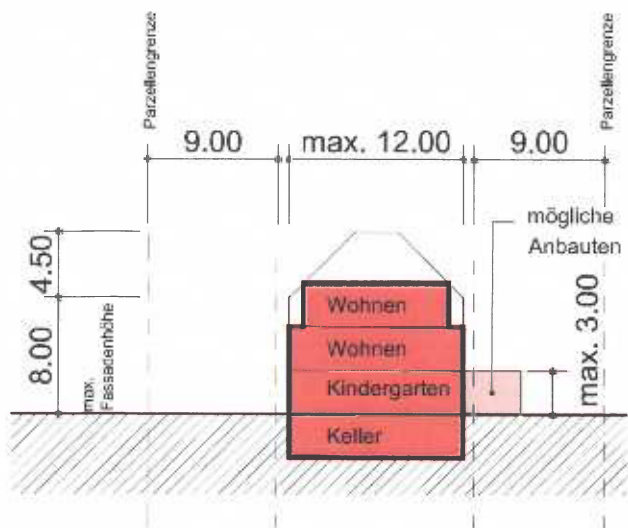 Parzellengrenze
Parzellengrenze
9.00
max. 12.00
9.00
mögliche
Anbauten
4.50
8.00
max.
Fassadenhöhe
max. 3.00
Wohnen
Wohnen
Kindergarten
Keller